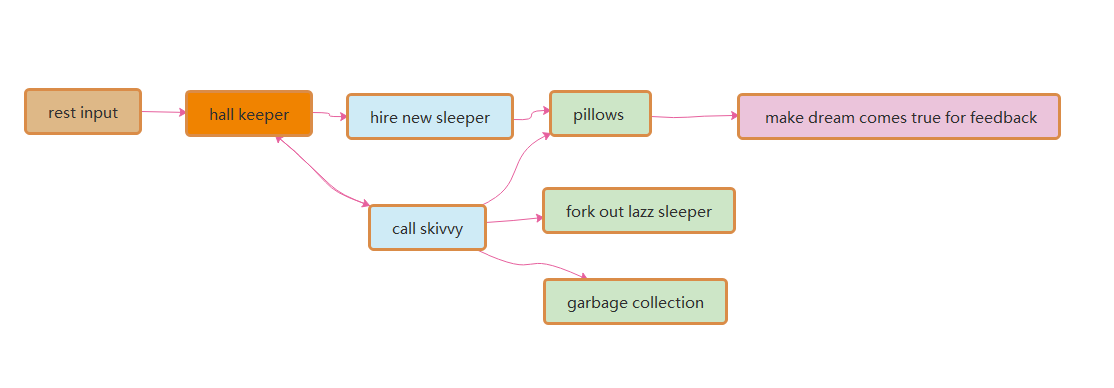 rest input
hall keeper
hire new sleeper
pillows
make dream comes true for feedback
call skivvy
fork out lazz sleeper
garbage collection